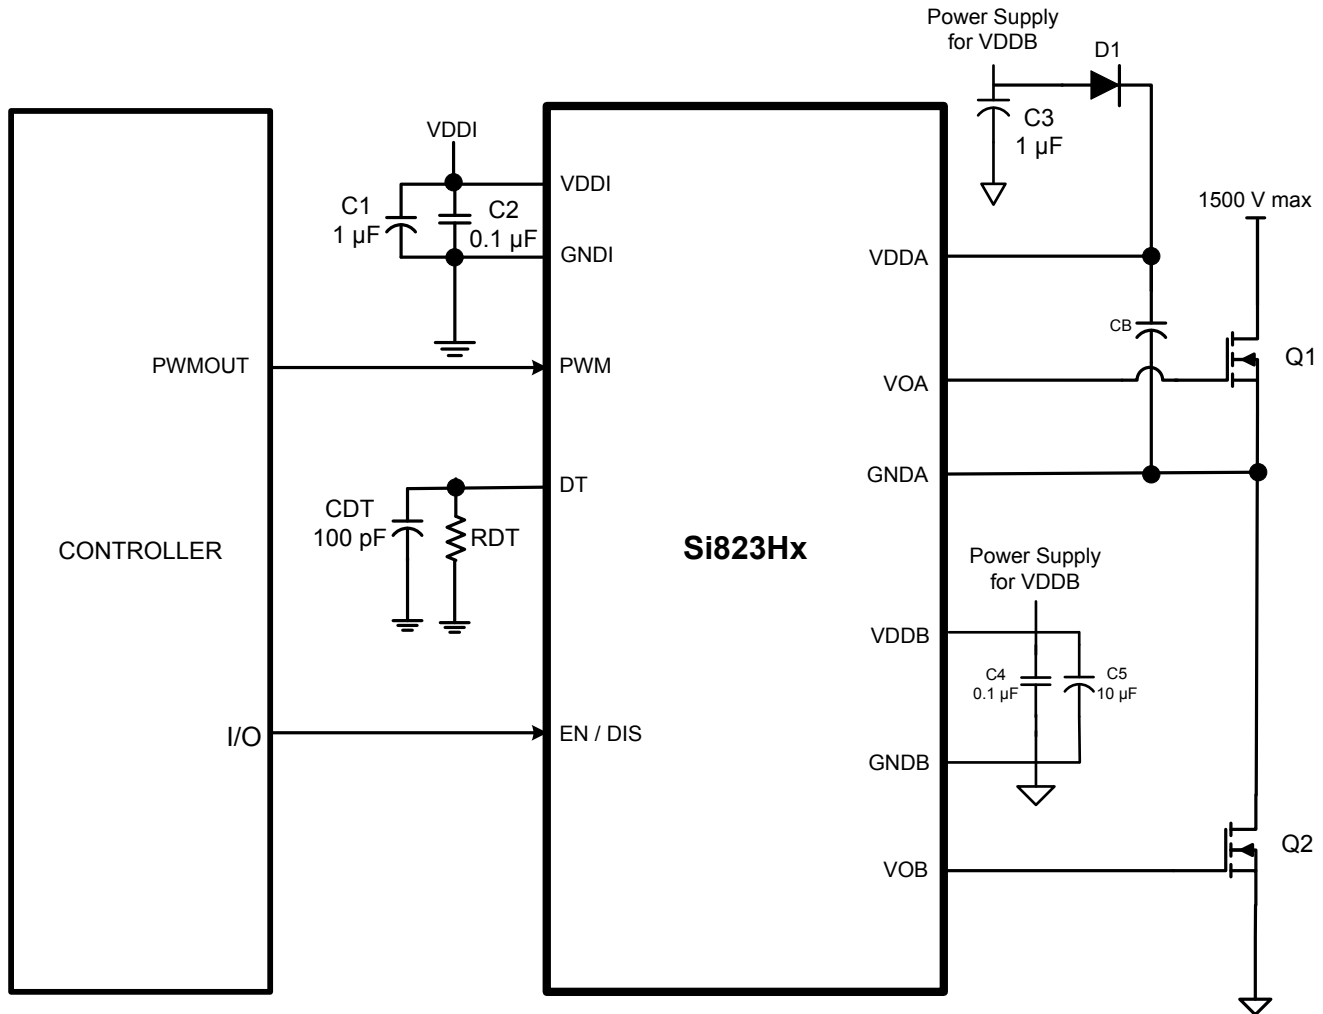 Power Supply
for VDDB
D1
C3
1 µF
VDDI
VDDI
C1
1 µF
C2
0.1 µF
GNDI
1500 V max
VDDA
CB
PWMOUT
PWM
VOA
Q1
GNDA
DT
CDT
100 pF
RDT
CONTROLLER
Si823Hx
Power Supply
for VDDB
VDDB
C4
0.1 µF
C5
10 µF
I/O
EN / DIS
GNDB
VOB
Q2